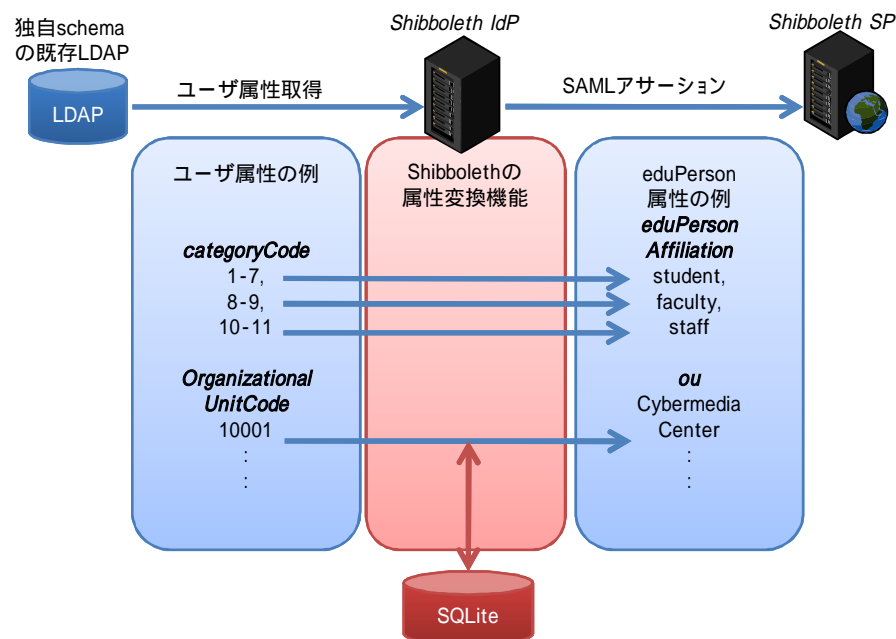 独自schema
の既存LDAP
Shibboleth IdP
Shibboleth SP
LDAP
ユーザ属性取得
SAMLアサーション
ユーザ属性の例
categoryCode
1-7,
8-9,
10-11
Organizational
UnitCode
10001
:
:
Shibbolethの
属性変換機能
eduPerson
属性の例
eduPerson
Affiliation
student,
faculty,
staff
ou
Cybermedia
Center
:
:
SQLite